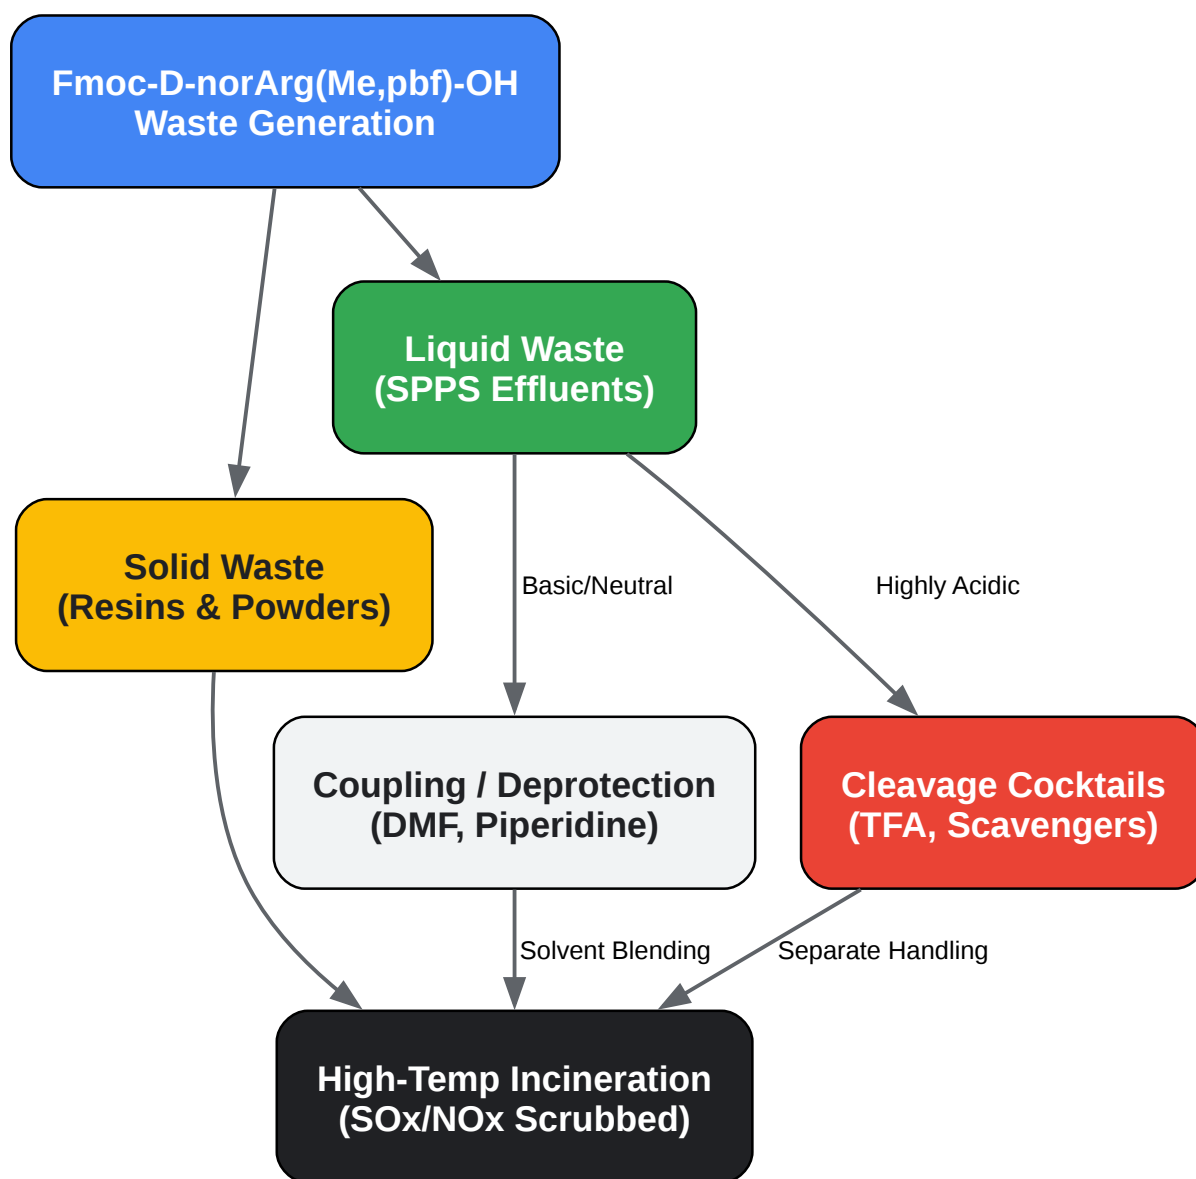 Fmoc-D-norArg(Me,pbf)-OH
Waste Generation
Liquid Waste
(SPPS Effluents)
Solid Waste
(Resins & Powders)
Basic/Neutral
Highly Acidic
Coupling / Deprotection
(DMF, Piperidine)
Cleavage Cocktails
(TFA, Scavengers)
Solvent Blending
Separate Handling
High-Temp Incineration
(SOx/NOx Scrubbed)